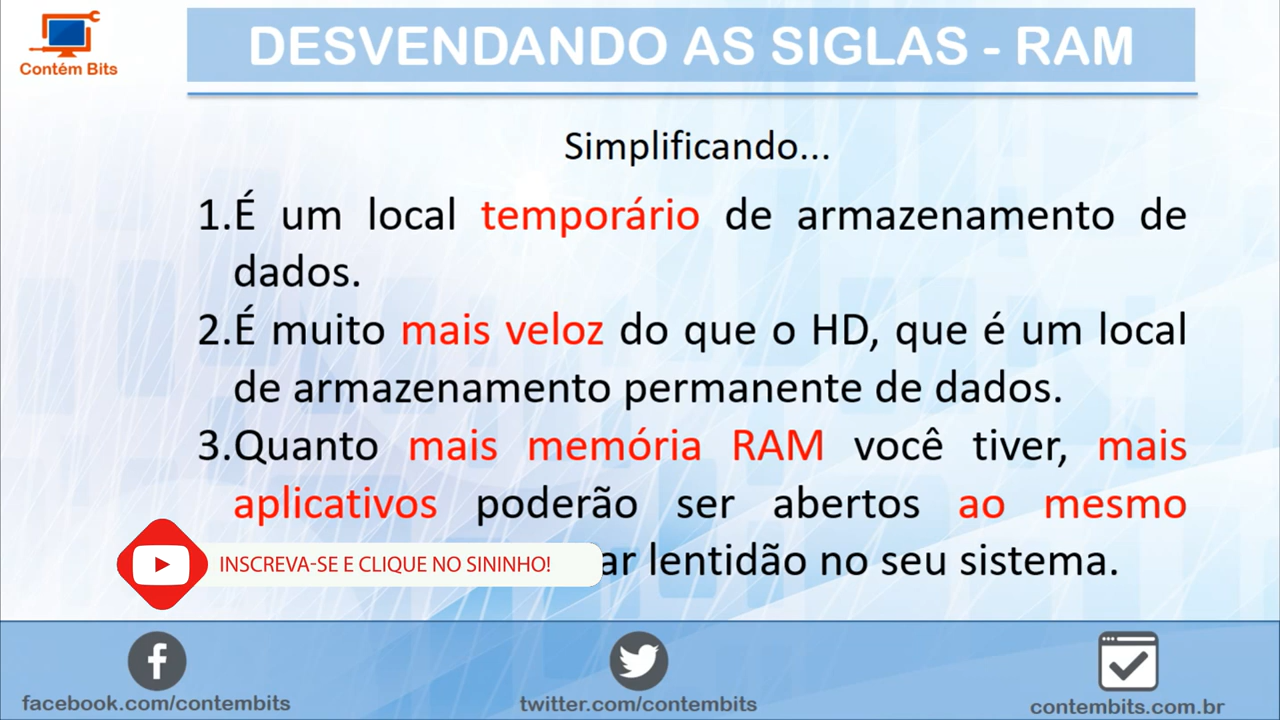 Contém Bits
DESVENDANDO AS SIGLAS - RAM
Simplificando...
1.É um local temporário de armazenamento de
dados.
2.É muito mais veloz do que o HD, que é um local
de armazenamento permanente de dados.
3.Quanto mais memória RAM você tiver, mais
aplicativos poderão ser abertos ao mesmo
ar lentidão no seu sistema.
INSCREVA-SE E CLIQUE NO SININHO!
facebook.com/contembits
twitter.com/contembits
contembits.com.br